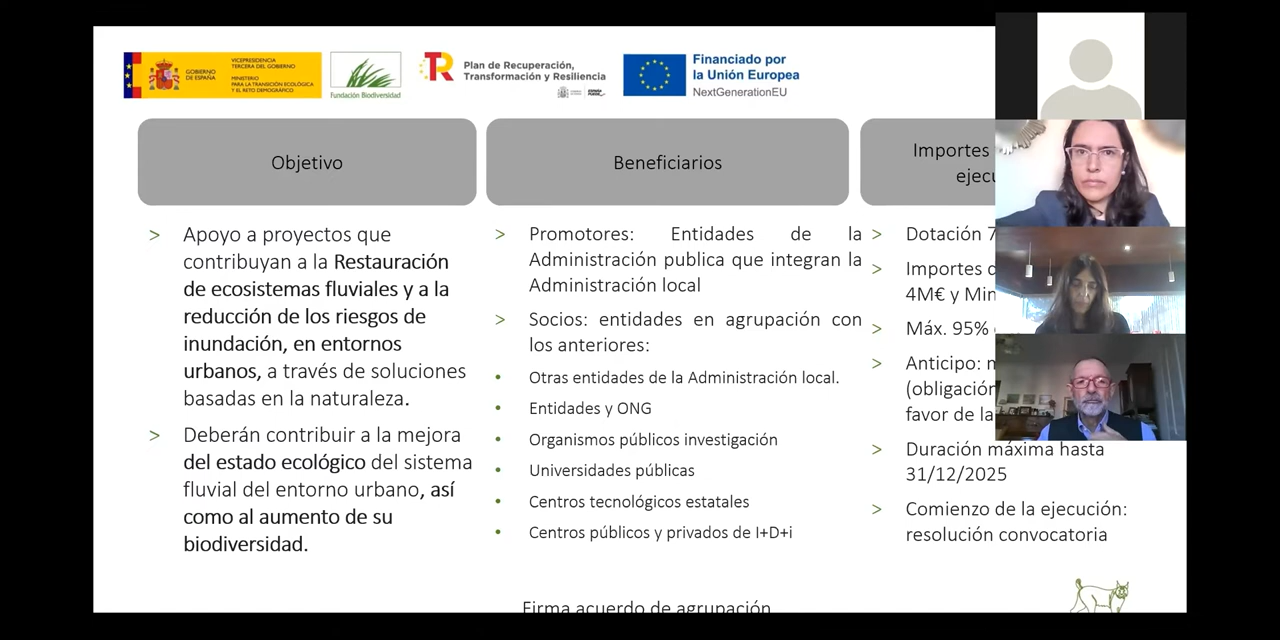 GOBIERNO
DE ESPAÑA
VICEPRESIDENCIA
TERCERA DEL GOBIERNO
MINISTERIO
PARA LA TRANSICIÓN ECOLÓGICA
Y EL RETO DEMOGRÁFICO
Fundación Biodiversidad
Plan de Recuperación,
Transformación y Resiliencia
Financiado por
la Unión Europea
NextGenerationEU
Objetivo
> Apoyo a proyectos que
contribuyan a la Restauración
de ecosistemas fluviales y a la
reducción de los riesgos de
inundación, en entornos
urbanos, a través de soluciones
basadas en la naturaleza.
> Deberán contribuir a la mejora
del estado ecológico del sistema
fluvial del entorno urbano, así
como al aumento de su
biodiversidad.
Beneficiarios
> Promotores: Entidades de la
Administración publica que integran la
Administración local
> Socios: entidades en agrupación con
los anteriores:
• Otras entidades de la Administración local.
• Entidades y ONG
• Organismos públicos investigación
• Universidades públicas
• Centros tecnológicos estatales
• Centros públicos y privados de I+D+i
Importes
> Dotación
> Importes
4M€ y
> Máx. 95%
> Anticipo:
(obligación
favor de la
> Duración máxima hasta
31/12/2025
> Comienzo de la ejecución:
resolución convocatoria
Firma acuerdo de agrupación